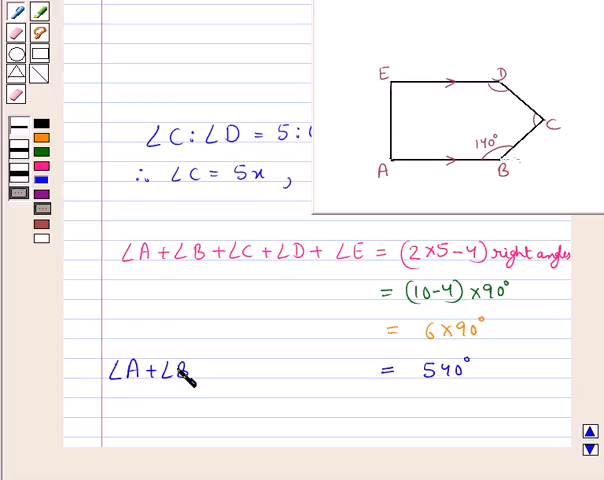 E D
140°
C
A B
∠C : ∠D = 5 :
∴ ∠C = 5x ,
∠A + ∠B + ∠C + ∠D + ∠E = (2×5-4) right angles
= (10-4) ×90°
= 6×90°
∠A + ∠B = 540°